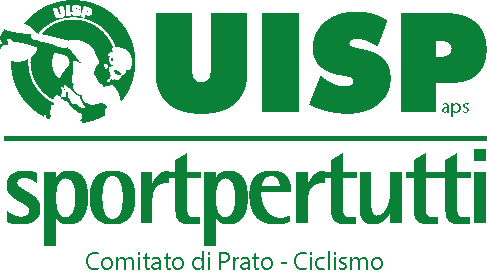 UISP
UISP
aps
sportpertutti
Comitato di Prato - Ciclismo